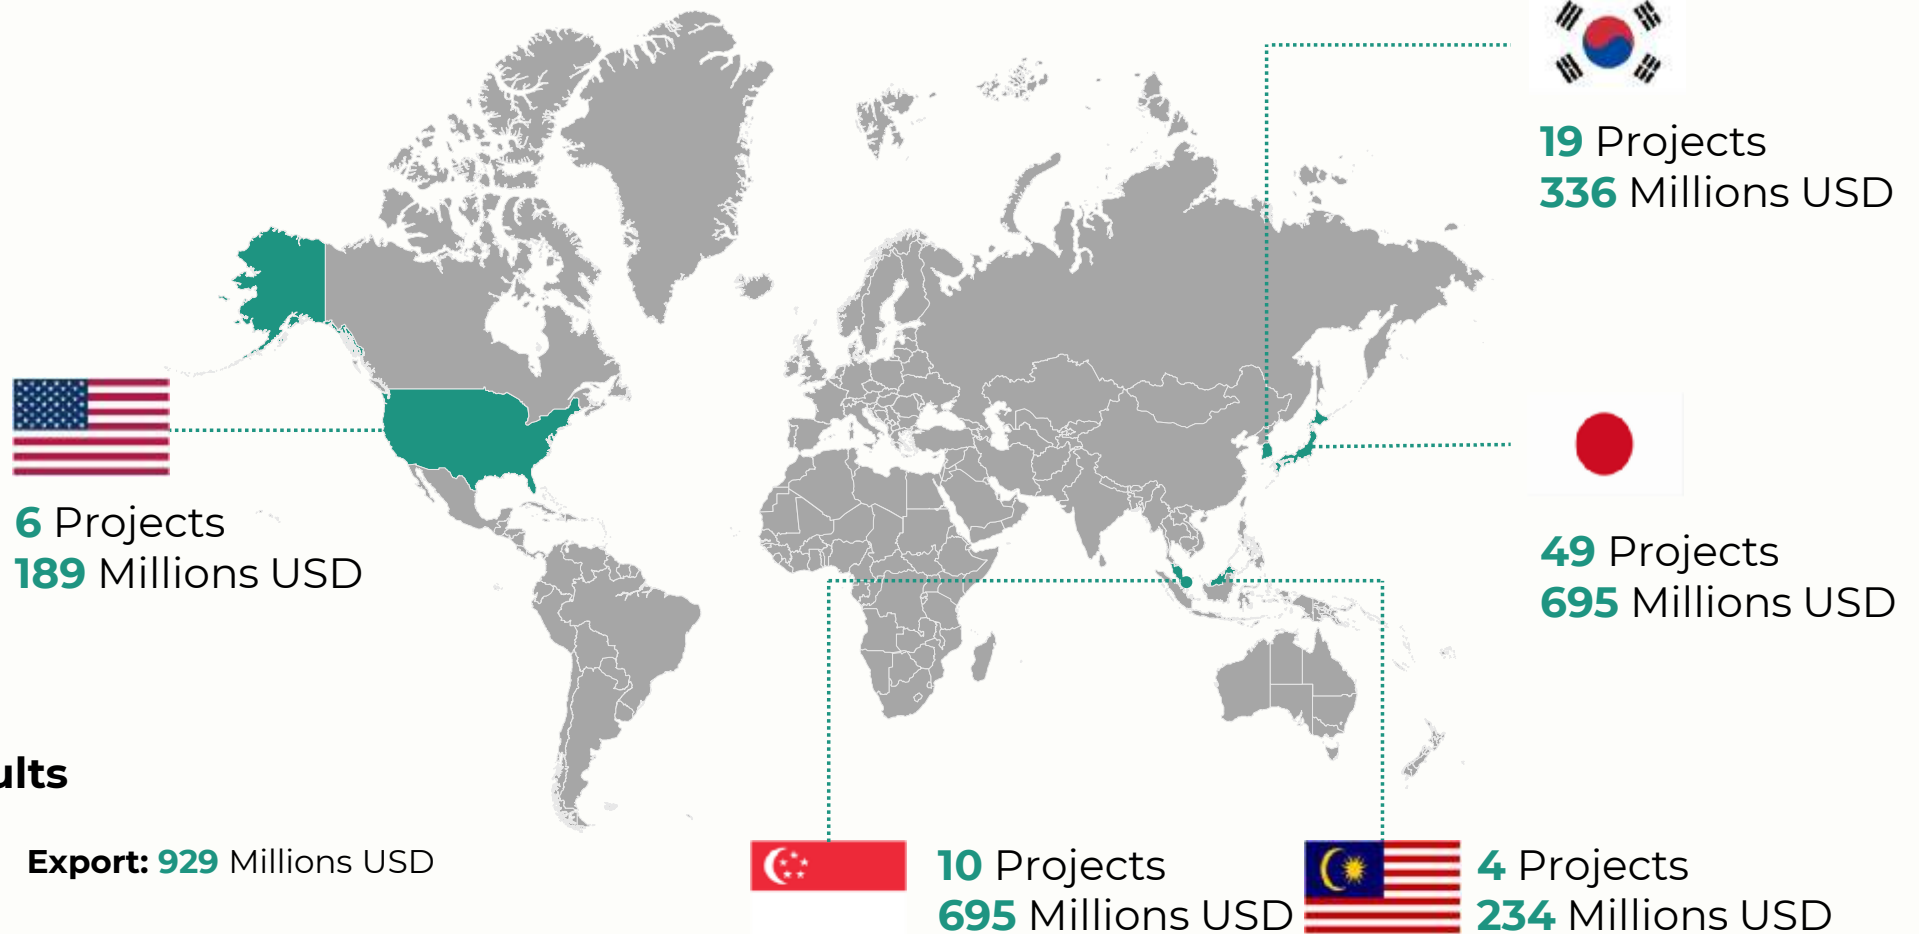 19 Projects
336 Millions USD
6 Projects
189 Millions USD
49 Projects
695 Millions USD
ults
Export: 929 Millions USD
10 Projects
695 Millions USD
4 Projects
234 Millions USD